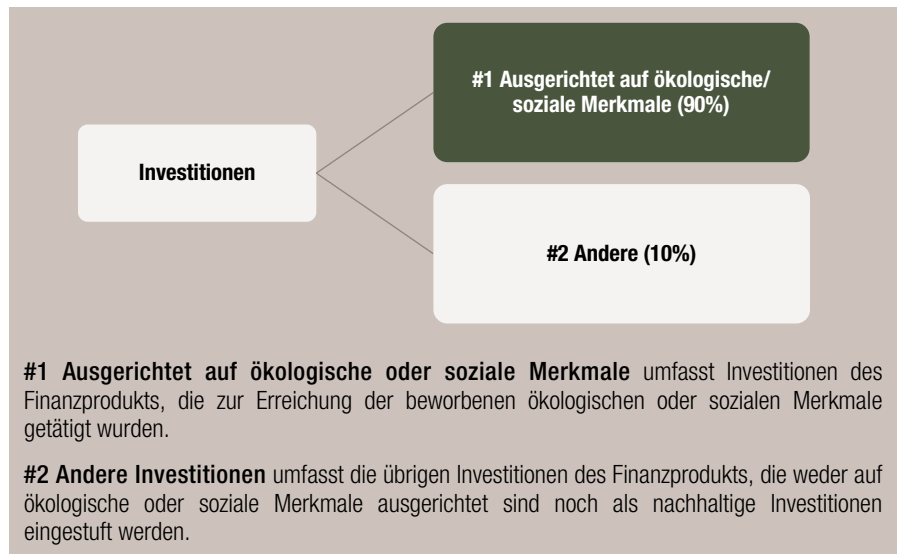 #1 Ausgerichtet auf ökologische/
soziale Merkmale (90%)
Investitionen
#2 Andere (10%)
#1 Ausgerichtet auf ökologische oder soziale Merkmale umfasst Investitionen des
Finanzprodukts, die zur Erreichung der beworbenen ökologischen oder sozialen Merkmale
getätigt wurden.
#2 Andere Investitionen umfasst die übrigen Investitionen des Finanzprodukts, die weder auf
ökologische oder soziale Merkmale ausgerichtet sind noch als nachhaltige Investitionen
eingestuft werden.